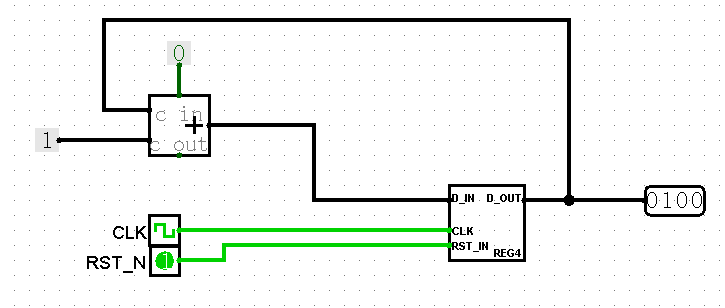 0
c in
+
1
c out
D_IN D_OUT
0100
CLK
CLK
RST_N
1
RST_IN
REG4